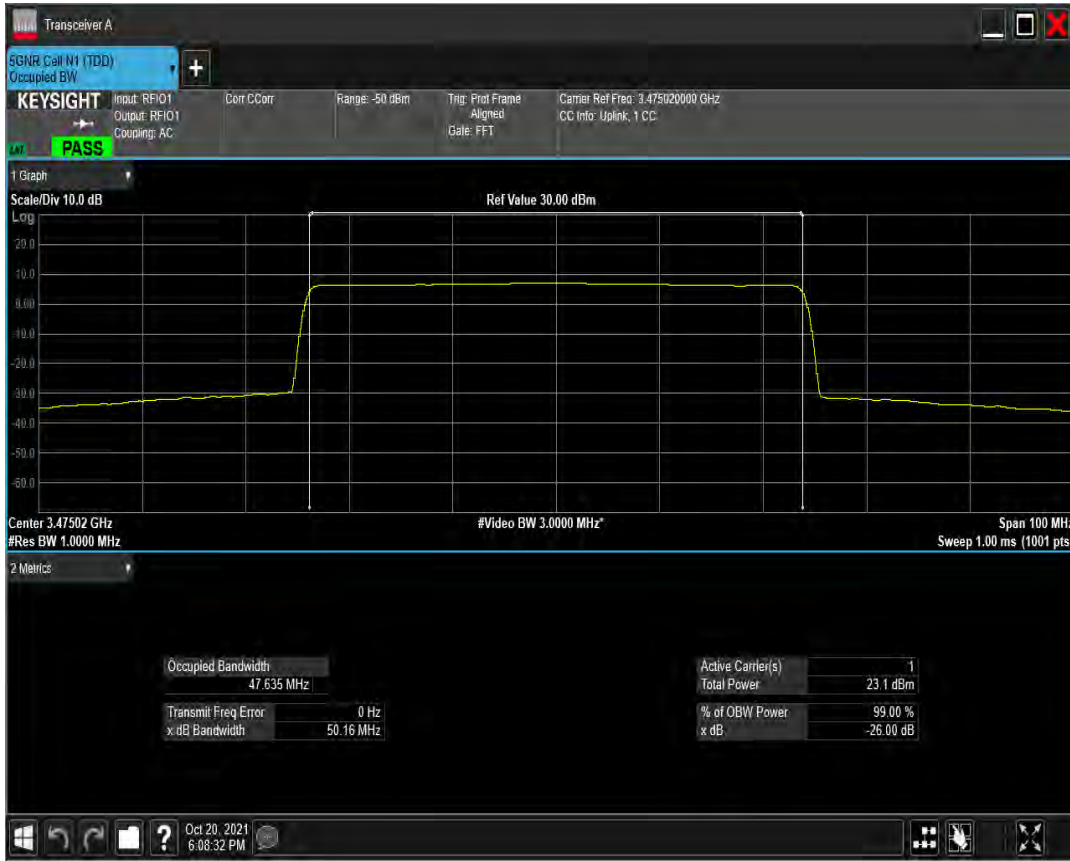 Transceiver A
5GNR Cell N1 (TDD)
Occupied BW
+
KEYSIGHT
Input: RFIO1
Output: RFIO1
Coupling: AC
Corr CCorr
Range: -50 dBm
Trig: Prot Frame
Aligned
Gate: FFT
Carrier Ref Freq: 3.475020000 GHz
CC Info: Uplink, 1 CC
PASS
1 Graph
Scale/Div 10.0 dB
Ref Value 30.00 dBm
Log
20.0
10.0
0.00
-10.0
-20.0
-30.0
-40.0
-50.0
-60.0
Center 3.47502 GHz
#Video BW 3.0000 MHz*
Span 100 MHz
#Res BW 1.0000 MHz
Sweep 1.00 ms (1001 pts
2 Metrics
Occupied Bandwidth
47.635 MHz
Transmit Freq Error 0 Hz
x dB Bandwidth 50.16 MHz
Active Carrier(s) 1
Total Power 23.1 dBm
% of OBW Power 99.00 %
x dB -26.00 dB
?
Oct 20, 2021
6:08:32 PM